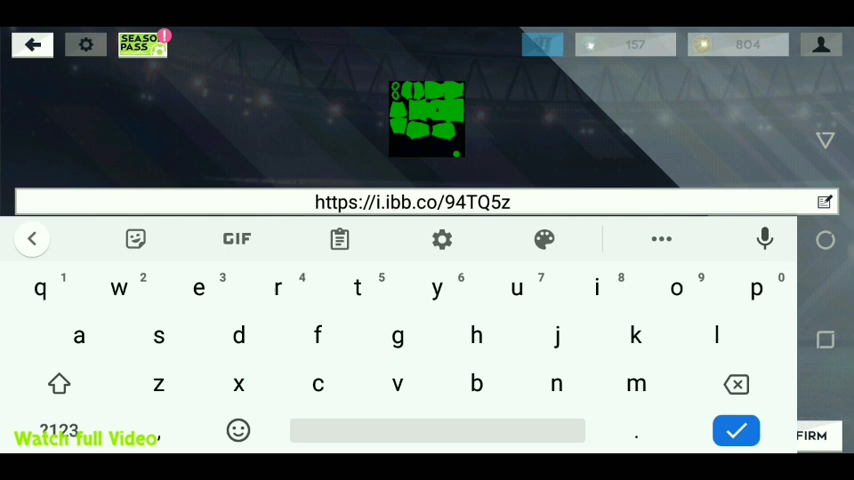 SEASON
PASS
!
157
804
https://i.ibb.co/94TQ5z
GIF
q 1 w 2 e 3 r 4 t 5 y 6 u 7 i 8 o 9 p 0
a s d f g h j k l
z x c v b n m
?123 , .
Watch full Video
FIRM